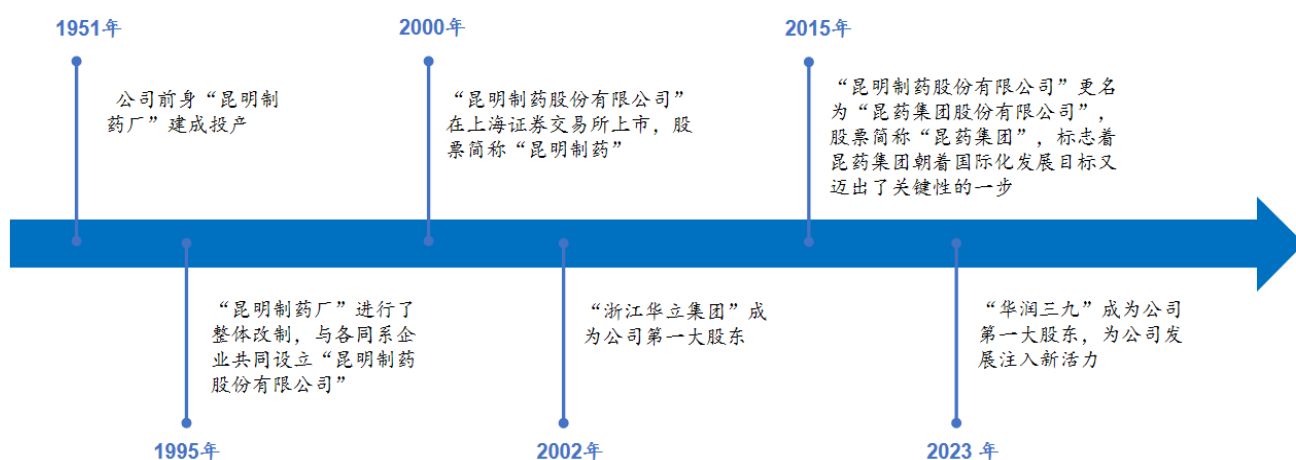 1951年
2000年
2015年
公司前身“昆明制
药厂”建成投产
“昆明制药股份有限公司”
在上海证券交易所上市，股
票简称“昆明制药”
“昆明制药股份有限公司”更名
为“昆药集团股份有限公司”，
股票简称“昆药集团”，标志着
昆药集团朝着国际化发展目标又
迈出了关键性的一步
“昆明制药厂”进行了
整体改制，与各同系企
业共同设立“昆明制药
股份有限公司”
“浙江华立集团”成
为公司第一大股东
“华润三九”成为公司
第一大股东，为公司发
展注入新活力
1995年
2002年
2023 年